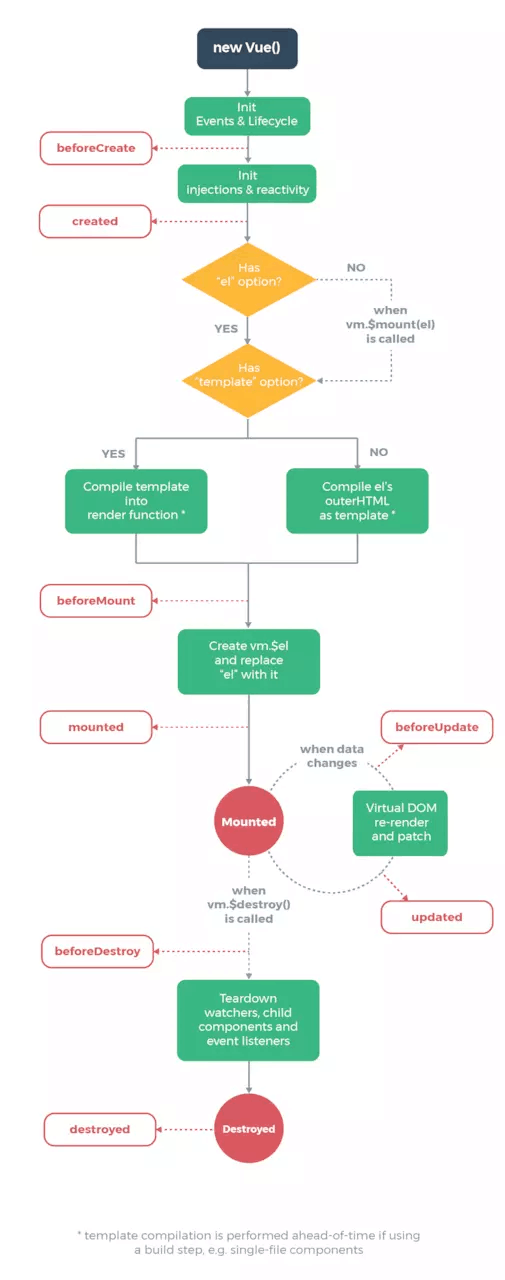 new Vue()
Init
Events & Lifecycle
beforeCreate
Init
injections & reactivity
created
Has
"el" option?
NO
when
vm.$mount(el)
is called
YES
Has
"template" option?
YES
NO
Compile template
into
render function *
Compile el's
outerHTML
as template *
beforeMount
Create vm.$el
and replace
"el" with it
mounted
beforeUpdate
when data
changes
Mounted
Virtual DOM
re-render
and patch
when
vm.$destroy()
is called
updated
beforeDestroy
Teardown
watchers, child
components and
event listeners
destroyed
Destroyed
* template compilation is performed ahead-of-time if using
a build step, e.g. single-file components